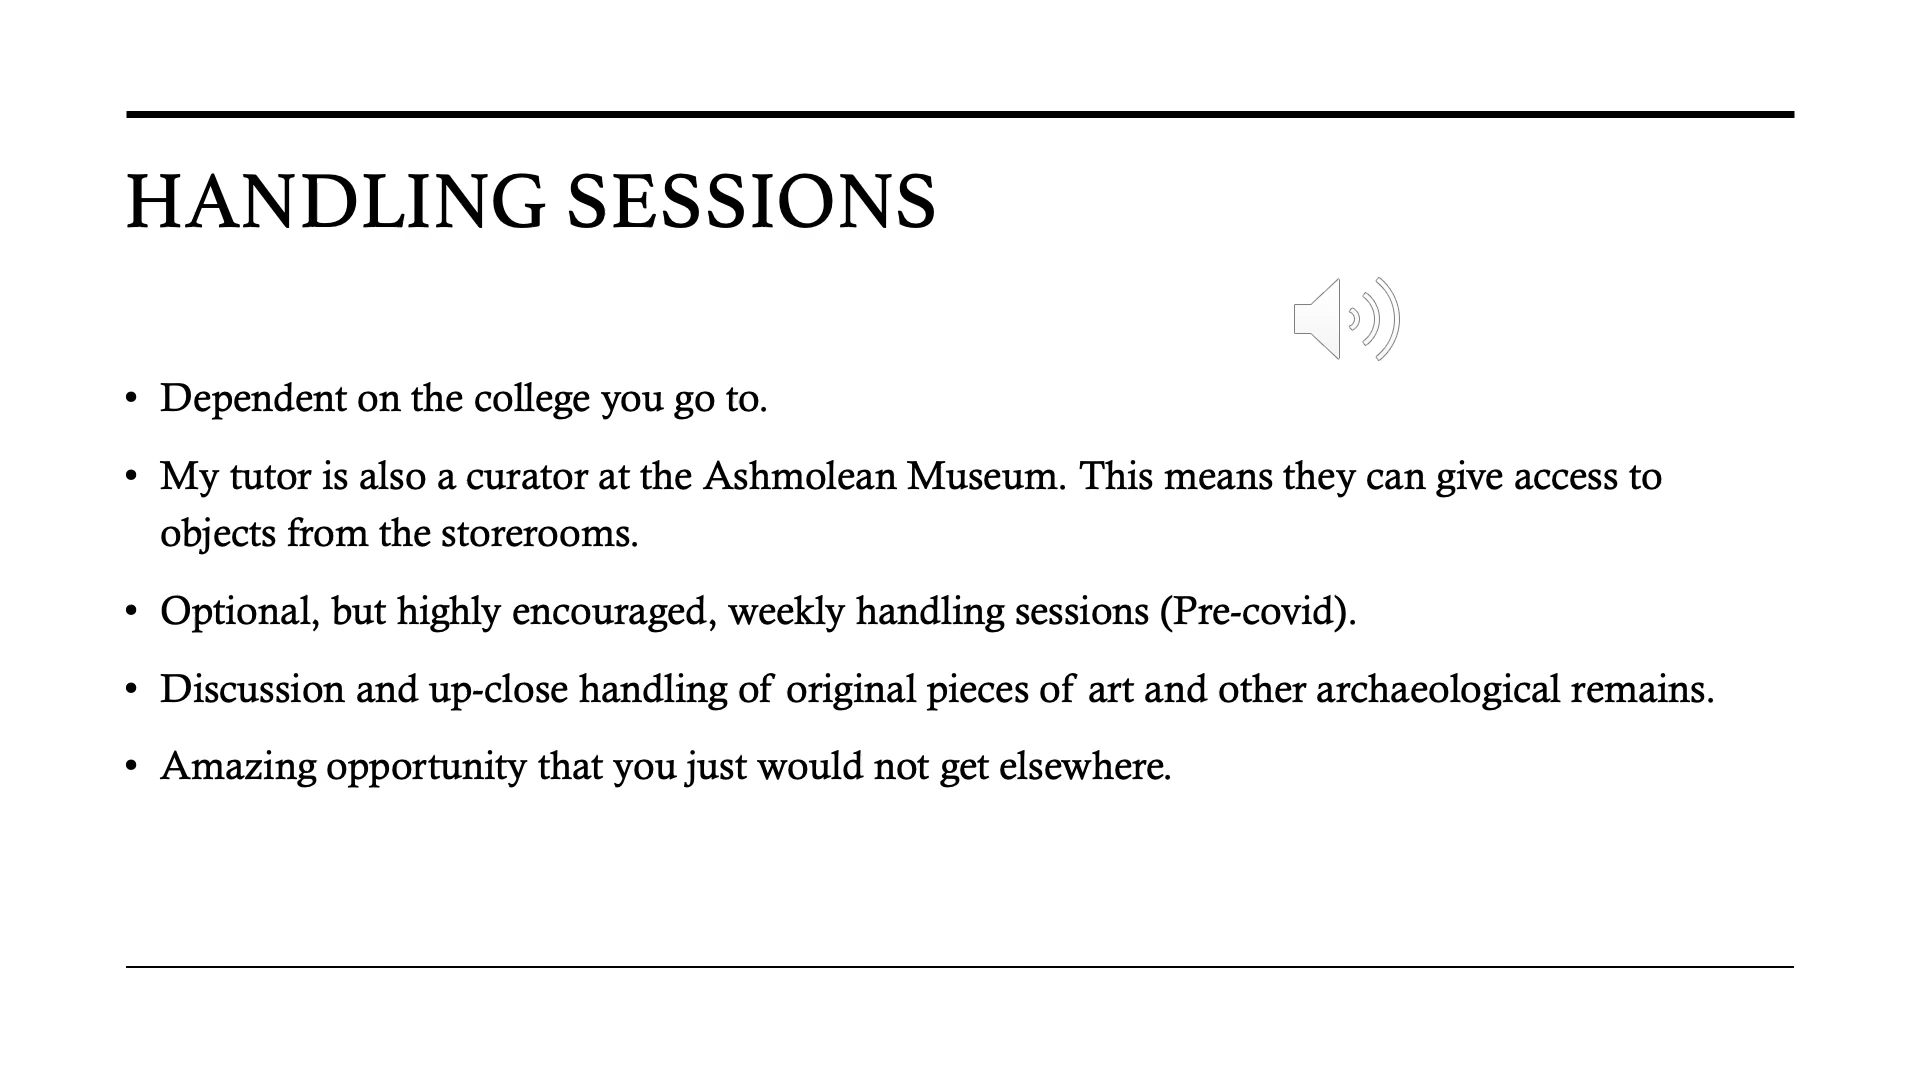 HANDLING SESSIONS
• Dependent on the college you go to.
• My tutor is also a curator at the Ashmolean Museum. This means they can give access to
objects from the storerooms.
• Optional, but highly encouraged, weekly handling sessions (Pre-covid).
• Discussion and up-close handling of original pieces of art and other archaeological remains.
• Amazing opportunity that you just would not get elsewhere.